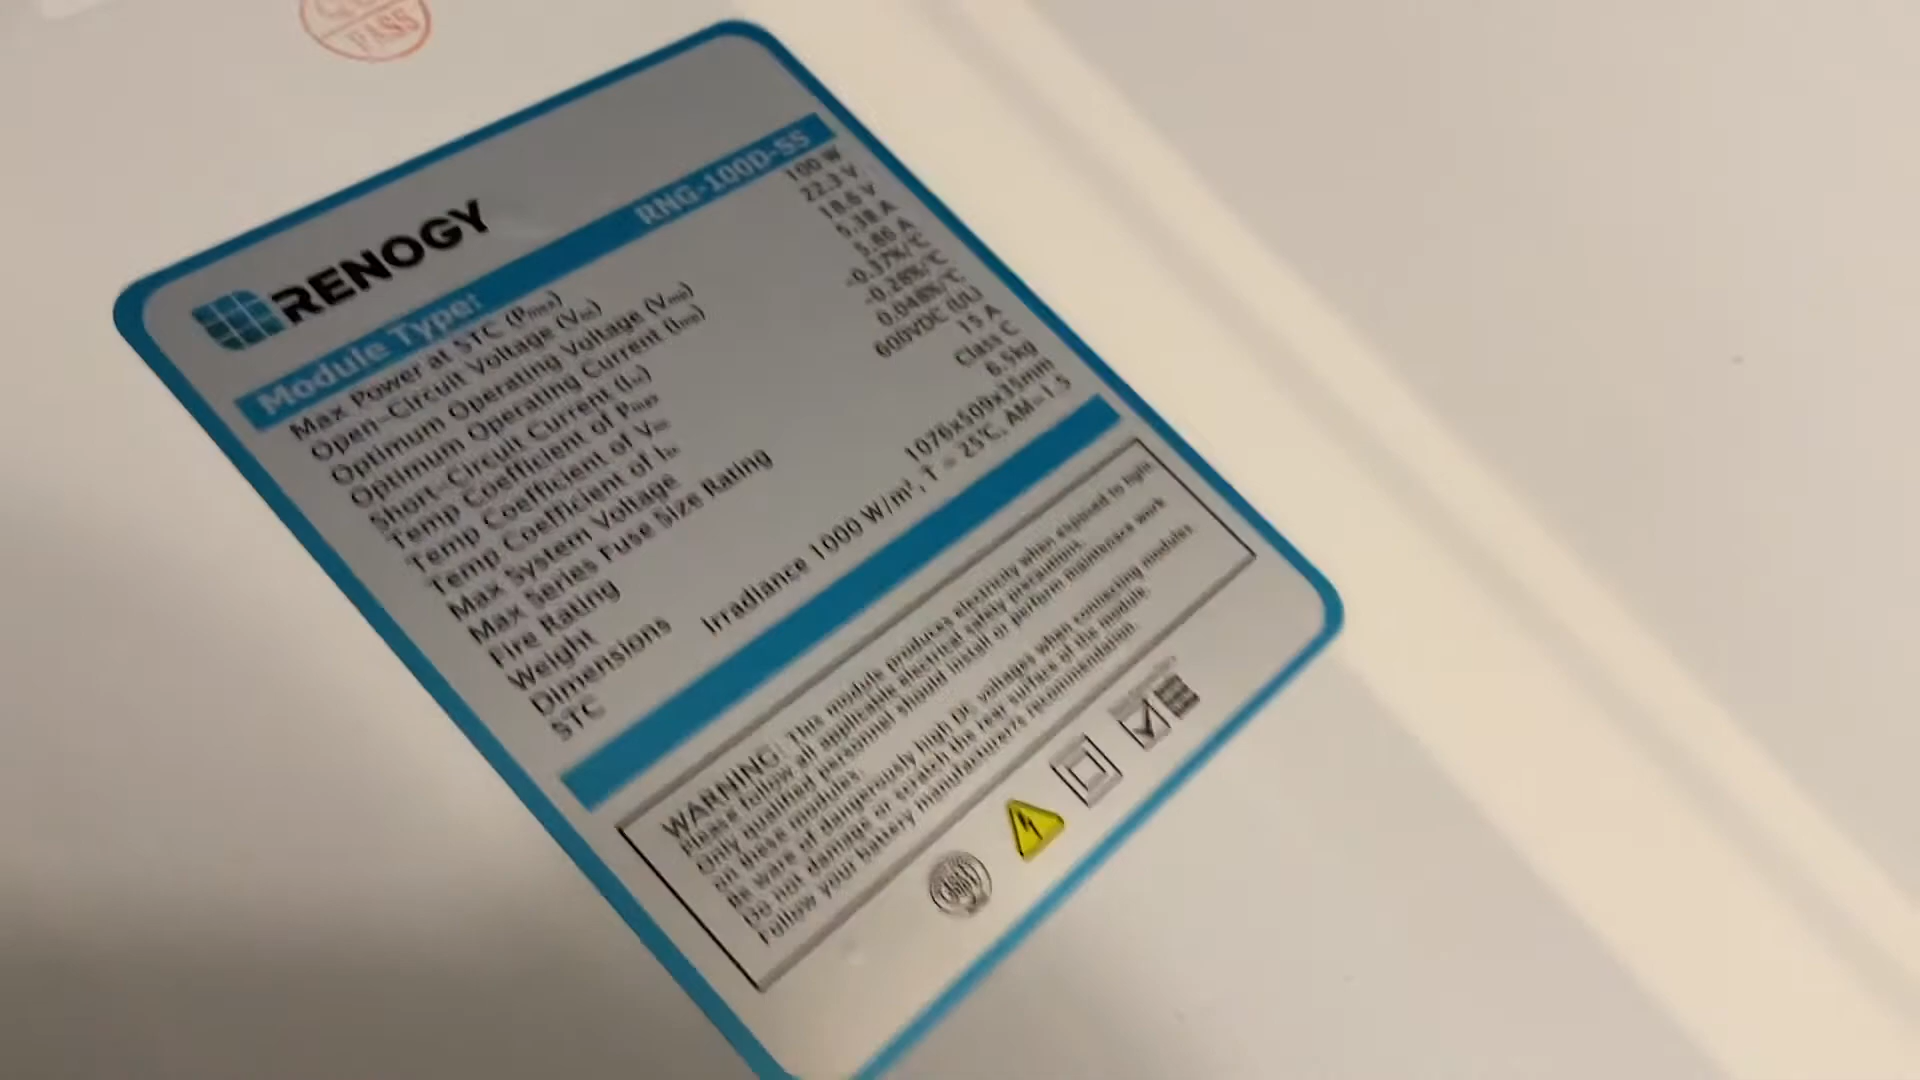 PASS
RENOGY
Module Type: RNG-100D-SS
Max Power at STC (Pmax) 100 W
Open-Circuit Voltage (Voc) 22.3 V
Optimum Operating Voltage (Vmp) 18.6 V
Optimum Operating Current (Imp) 5.38 A
Short-Circuit Current (Isc) 5.86 A
Temp Coefficient of Pmax -0.37%/°C
Temp Coefficient of Voc -0.28%/°C
Temp Coefficient of Isc 0.048%/°C
Max System Voltage 600VDC (UL)
Max Series Fuse Size Rating 15 A
Fire Rating Class C
Weight 6.5kg
Dimensions 1076x509x35mm
STC Irradiance 1000 W/m², T = 25°C, AM=1.5
WARNING: This module produces electricity when exposed to light.
Please follow all applicable electrical safety precautions.
Only qualified personnel should install or perform maintenance work
on these modules.
Be ware of dangerously high DC voltages when connecting modules.
Do not damage or scratch the rear surface of the module.
Follow your battery manufacturers recommendation.